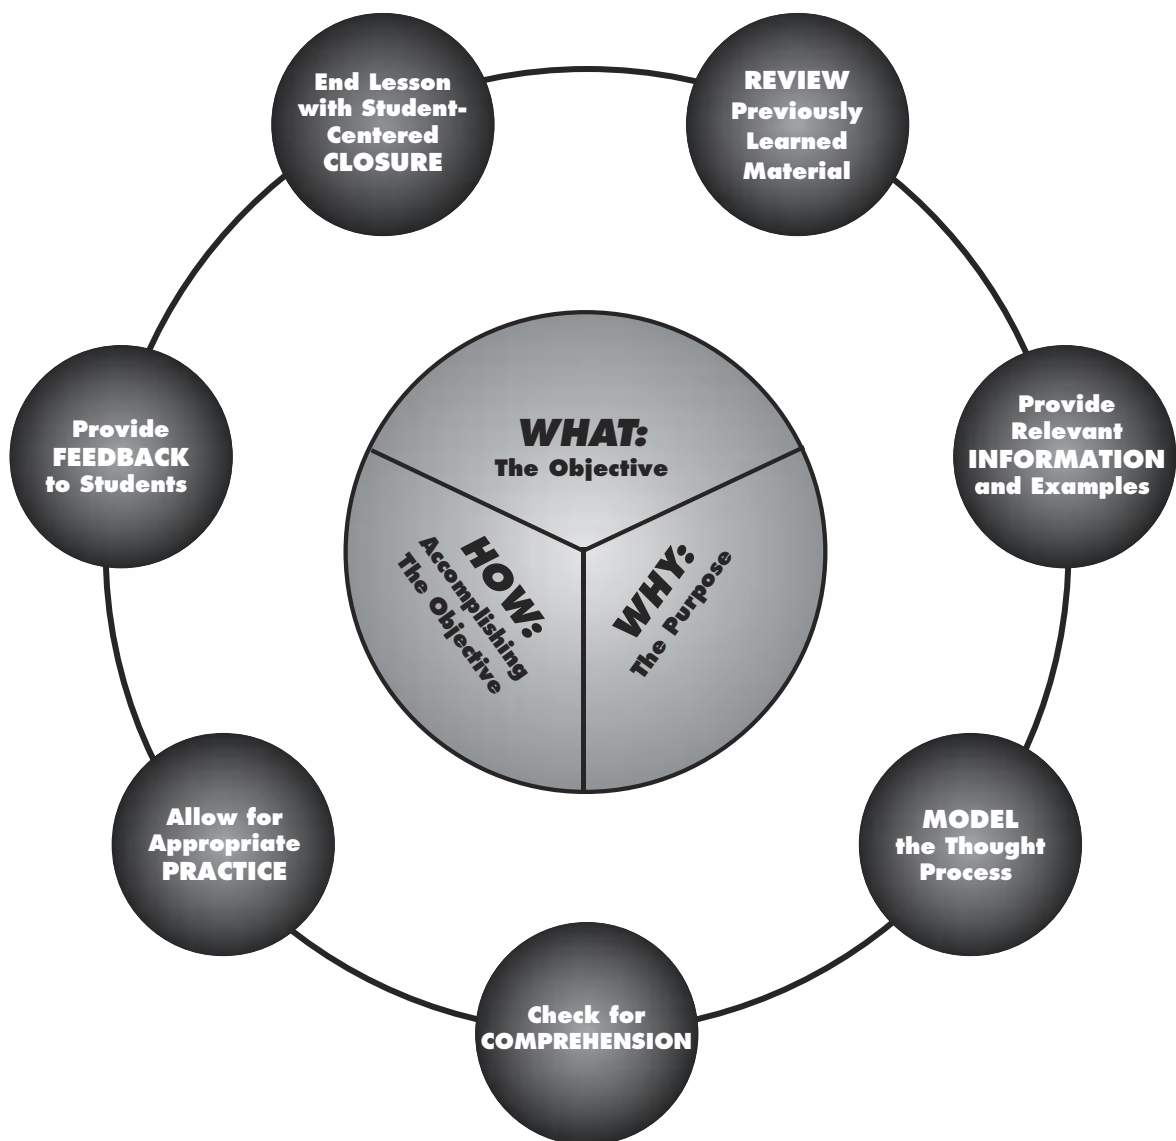 End Lesson
with Student-
Centered
CLOSURE
REVIEW
Previously
Learned
Material
Provide
FEEDBACK
to Students
Provide
Relevant
INFORMATION
and Examples
WHAT:
The Objective
HOW:
Accomplishing
The Objective
WHY:
The Purpose
Allow for
Appropriate
PRACTICE
MODEL
the Thought
Process
Check for
COMPREHENSION